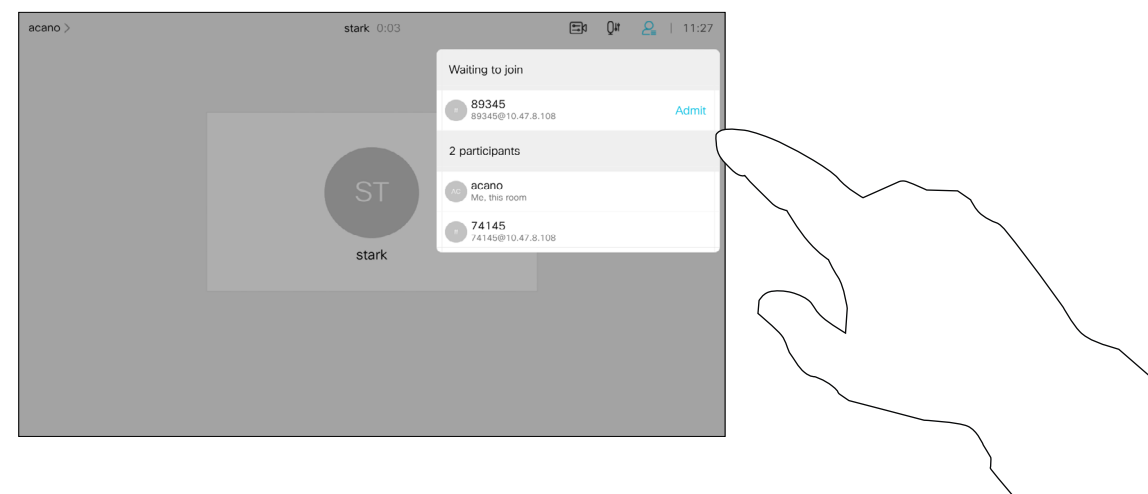 acano >
stark 0:03
11:27
Waiting to join
89345
89345@10.47.8.108
Admit
2 participants
AC
acano
Me, this room
74145
74145@10.47.8.108
ST
stark